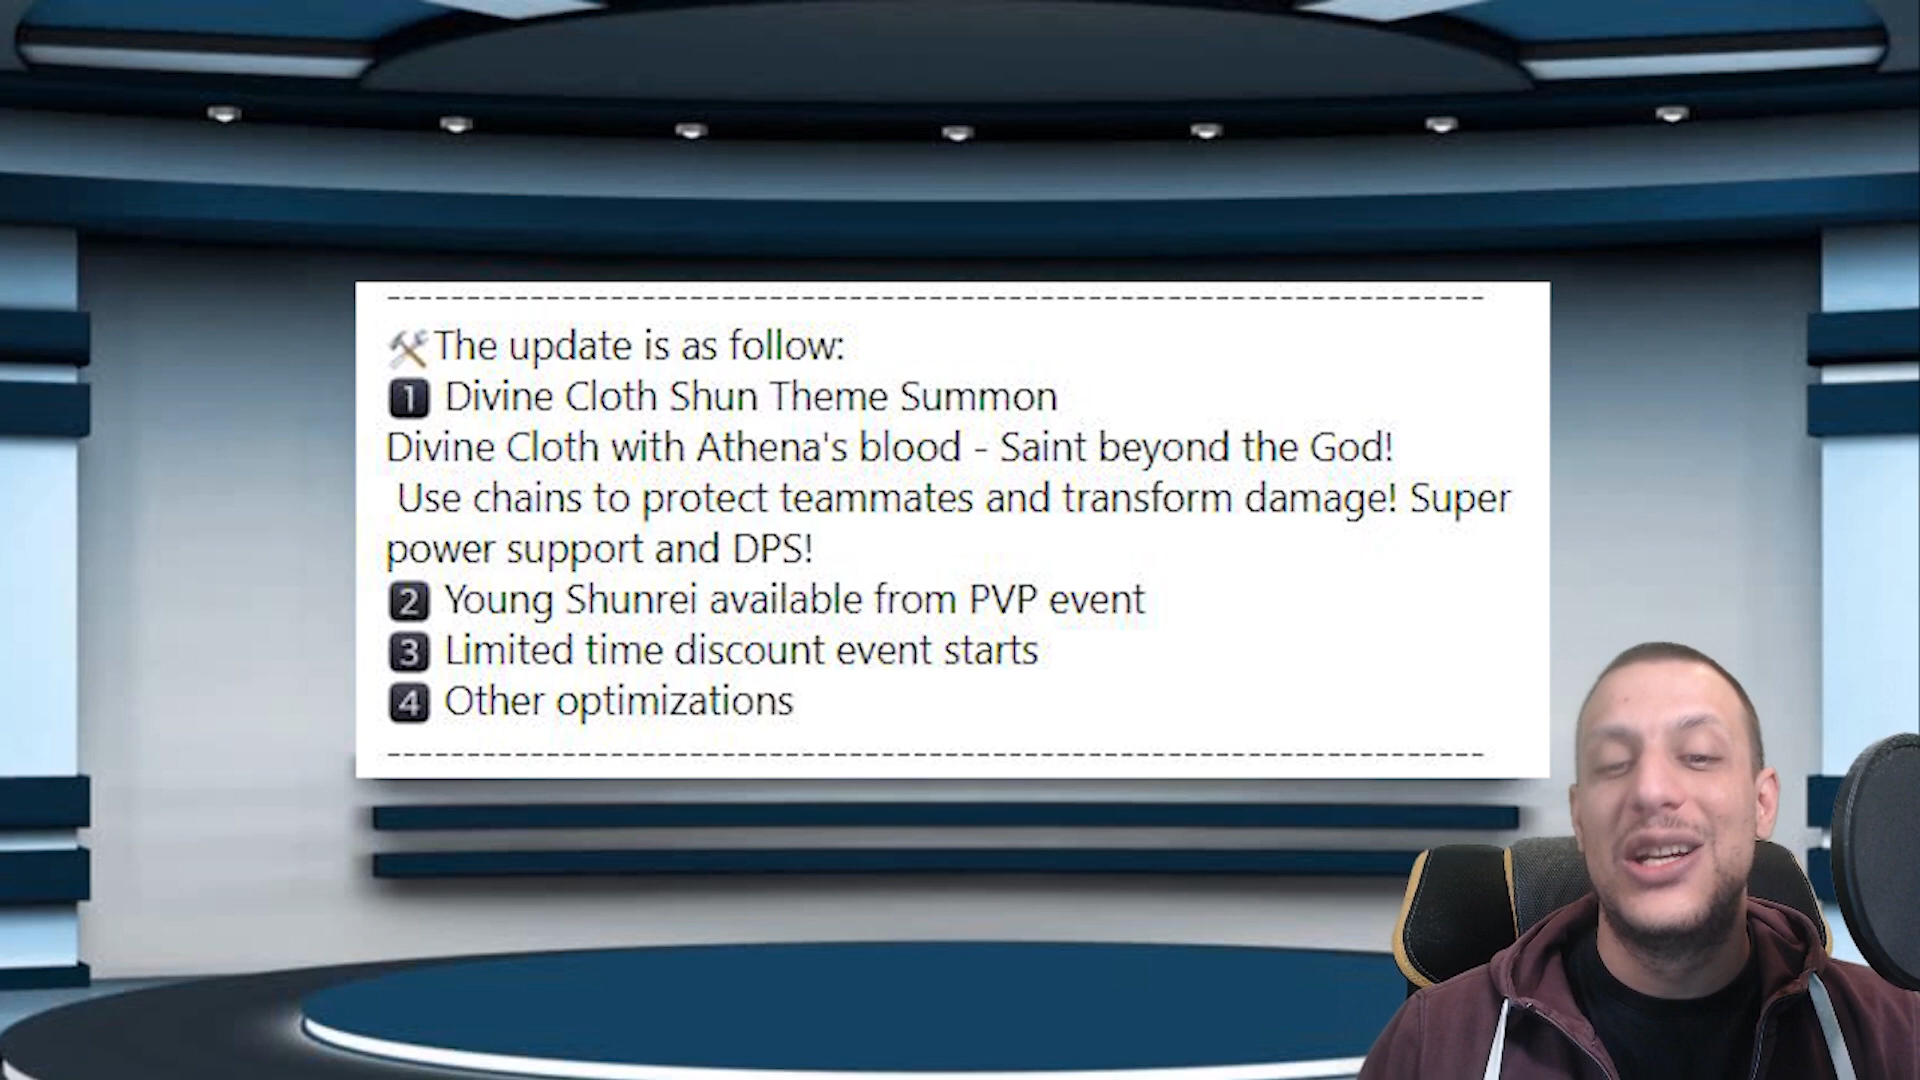 --------------------------------------------------------------------
🛠The update is as follow:
1 Divine Cloth Shun Theme Summon
Divine Cloth with Athena's blood - Saint beyond the God!
Use chains to protect teammates and transform damage! Super
power support and DPS!
2 Young Shunrei available from PVP event
3 Limited time discount event starts
4 Other optimizations
--------------------------------------------------------------------